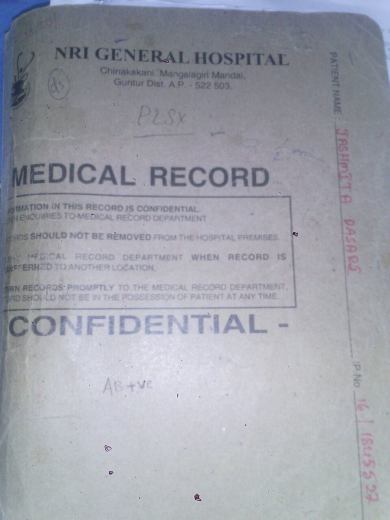 NRI GENERAL HOSPITAL
Chinakakani, Mangalagiri Mandal,
Guntur Dist. A.P. - 522 503.
MEDICAL RECORD
INFORMATION IN THIS RECORD IS CONFIDENTIAL.
ENQUIRIES TO MEDICAL RECORD DEPARTMENT
SHOULD NOT BE REMOVED FROM THE HOSPITAL PREMISES.
MEDICAL RECORD DEPARTMENT WHEN RECORD IS
TO ANOTHER LOCATION.
RECORDS PROMPTLY TO THE MEDICAL RECORD DEPARTMENT,
SHOULD NOT BE IN THE POSSESSION OF PATIENT AT ANY TIME.
CONFIDENTIAL -
AB+ve
PATIENT NAME
IP No